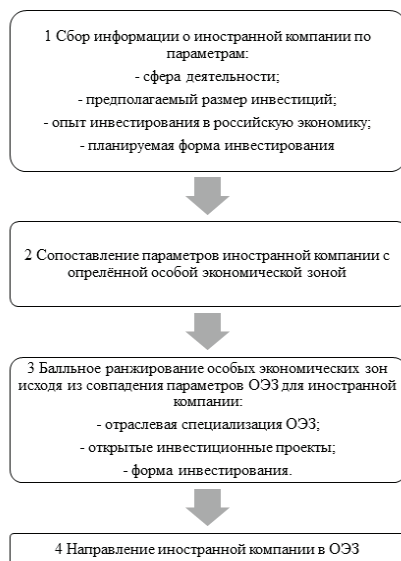 1 Сбор информации о иностранной компании по
параметрам:
- сфера деятельности;
- предполагаемый размер инвестиций;
- опыт инвестирования в российскую экономику;
- планируемая форма инвестирования
2 Сопоставление параметров иностранной компании с
опрелённой особой экономической зоной
3 Балльное ранжирование особых экономических зон
исходя из совпадения параметров ОЭЗ для иностранной
компании:
- отраслевая специализация ОЭЗ;
- открытые инвестиционные проекты;
- форма инвестирования.
4 Направление иностранной компании в ОЭЗ